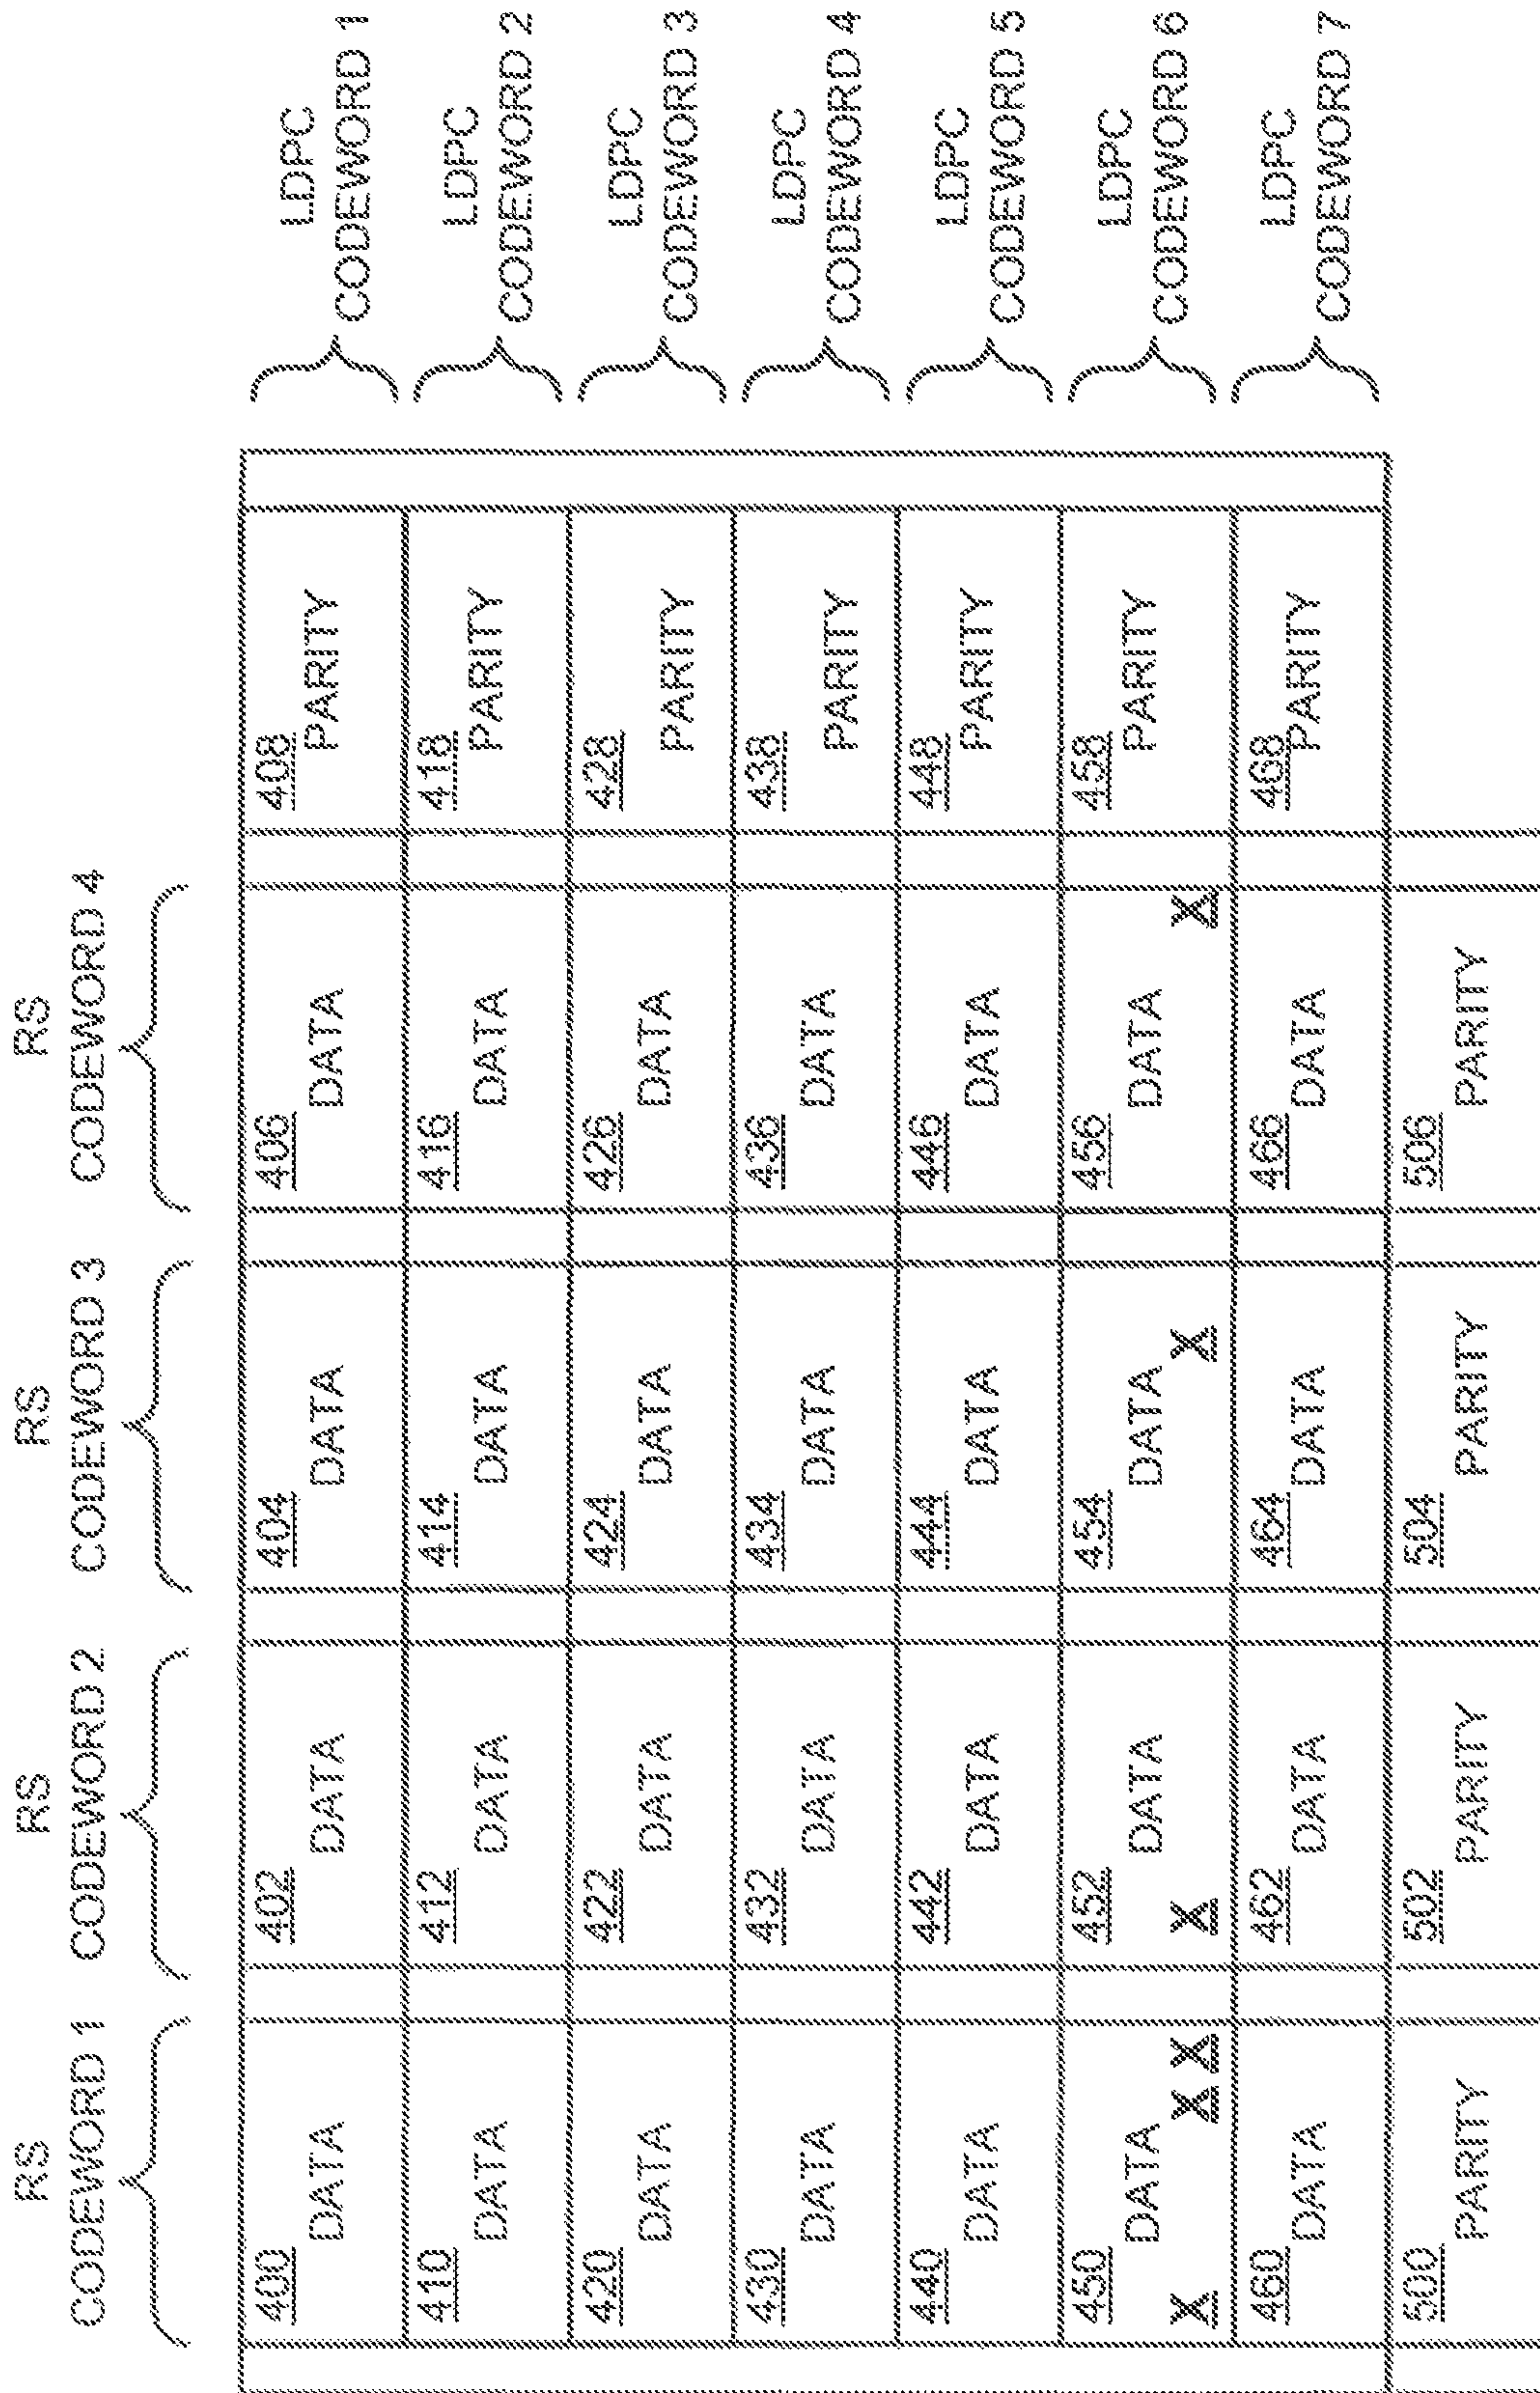 RS RS RS RS
CODEWORD 1 CODEWORD 2 CODEWORD 3 CODEWORD 4
400 402 404 406 408
DATA DATA DATA DATA PARITY
LDPC
CODEWORD 1
410 412 414 416 418
DATA DATA DATA DATA PARITY
LDPC
CODEWORD 2
420 422 424 426 428
DATA DATA DATA DATA PARITY
LDPC
CODEWORD 3
430 432 434 436 438
DATA DATA DATA DATA PARITY
LDPC
CODEWORD 4
440 442 444 446 448
DATA DATA DATA DATA PARITY
LDPC
CODEWORD 5
450 452 454 456 458
DATA DATA DATA DATA PARITY
X X X X X X
LDPC
CODEWORD 6
460 462 464 466 468
DATA DATA DATA DATA PARITY
LDPC
CODEWORD 7
500 502 504 506
PARITY PARITY PARITY PARITY